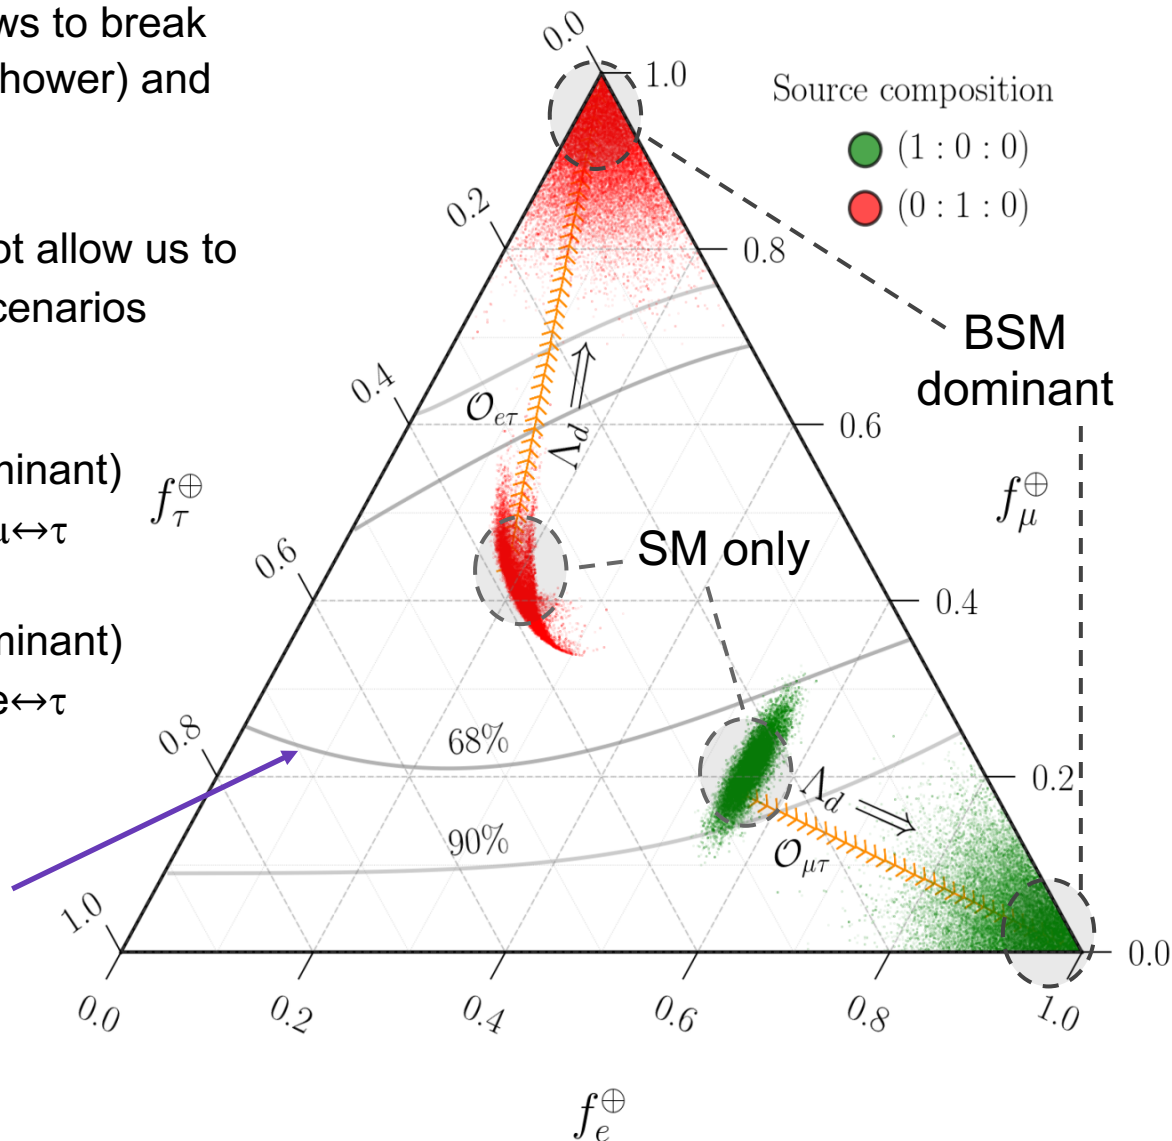 ws to break
hower) and
ot allow us to
cenarios
minant)
μ↔τ
minant)
e↔τ
Source composition
(1 : 0 : 0)
(0 : 1 : 0)
BSM
dominant
SM only
𝒪eτ
Λd
⇒
Λd
⇒
𝒪μτ
68%
90%
fτ⊕
0.0
0.2
0.4
0.6
0.8
1.0
fμ⊕
1.0
0.8
0.6
0.4
0.2
0.0
0.0
0.2
0.4
0.6
0.8
1.0
fe⊕